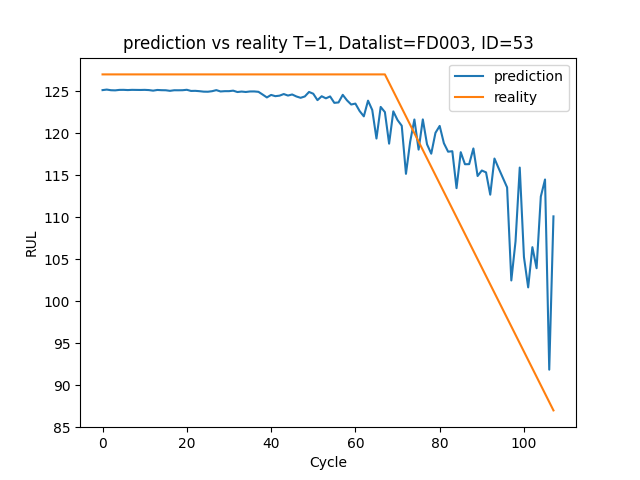 prediction vs reality T=1, Datalist=FD003, ID=53
prediction
reality
125
120
115
110
105
100
95
90
85
RUL
0 20 40 60 80 100
Cycle